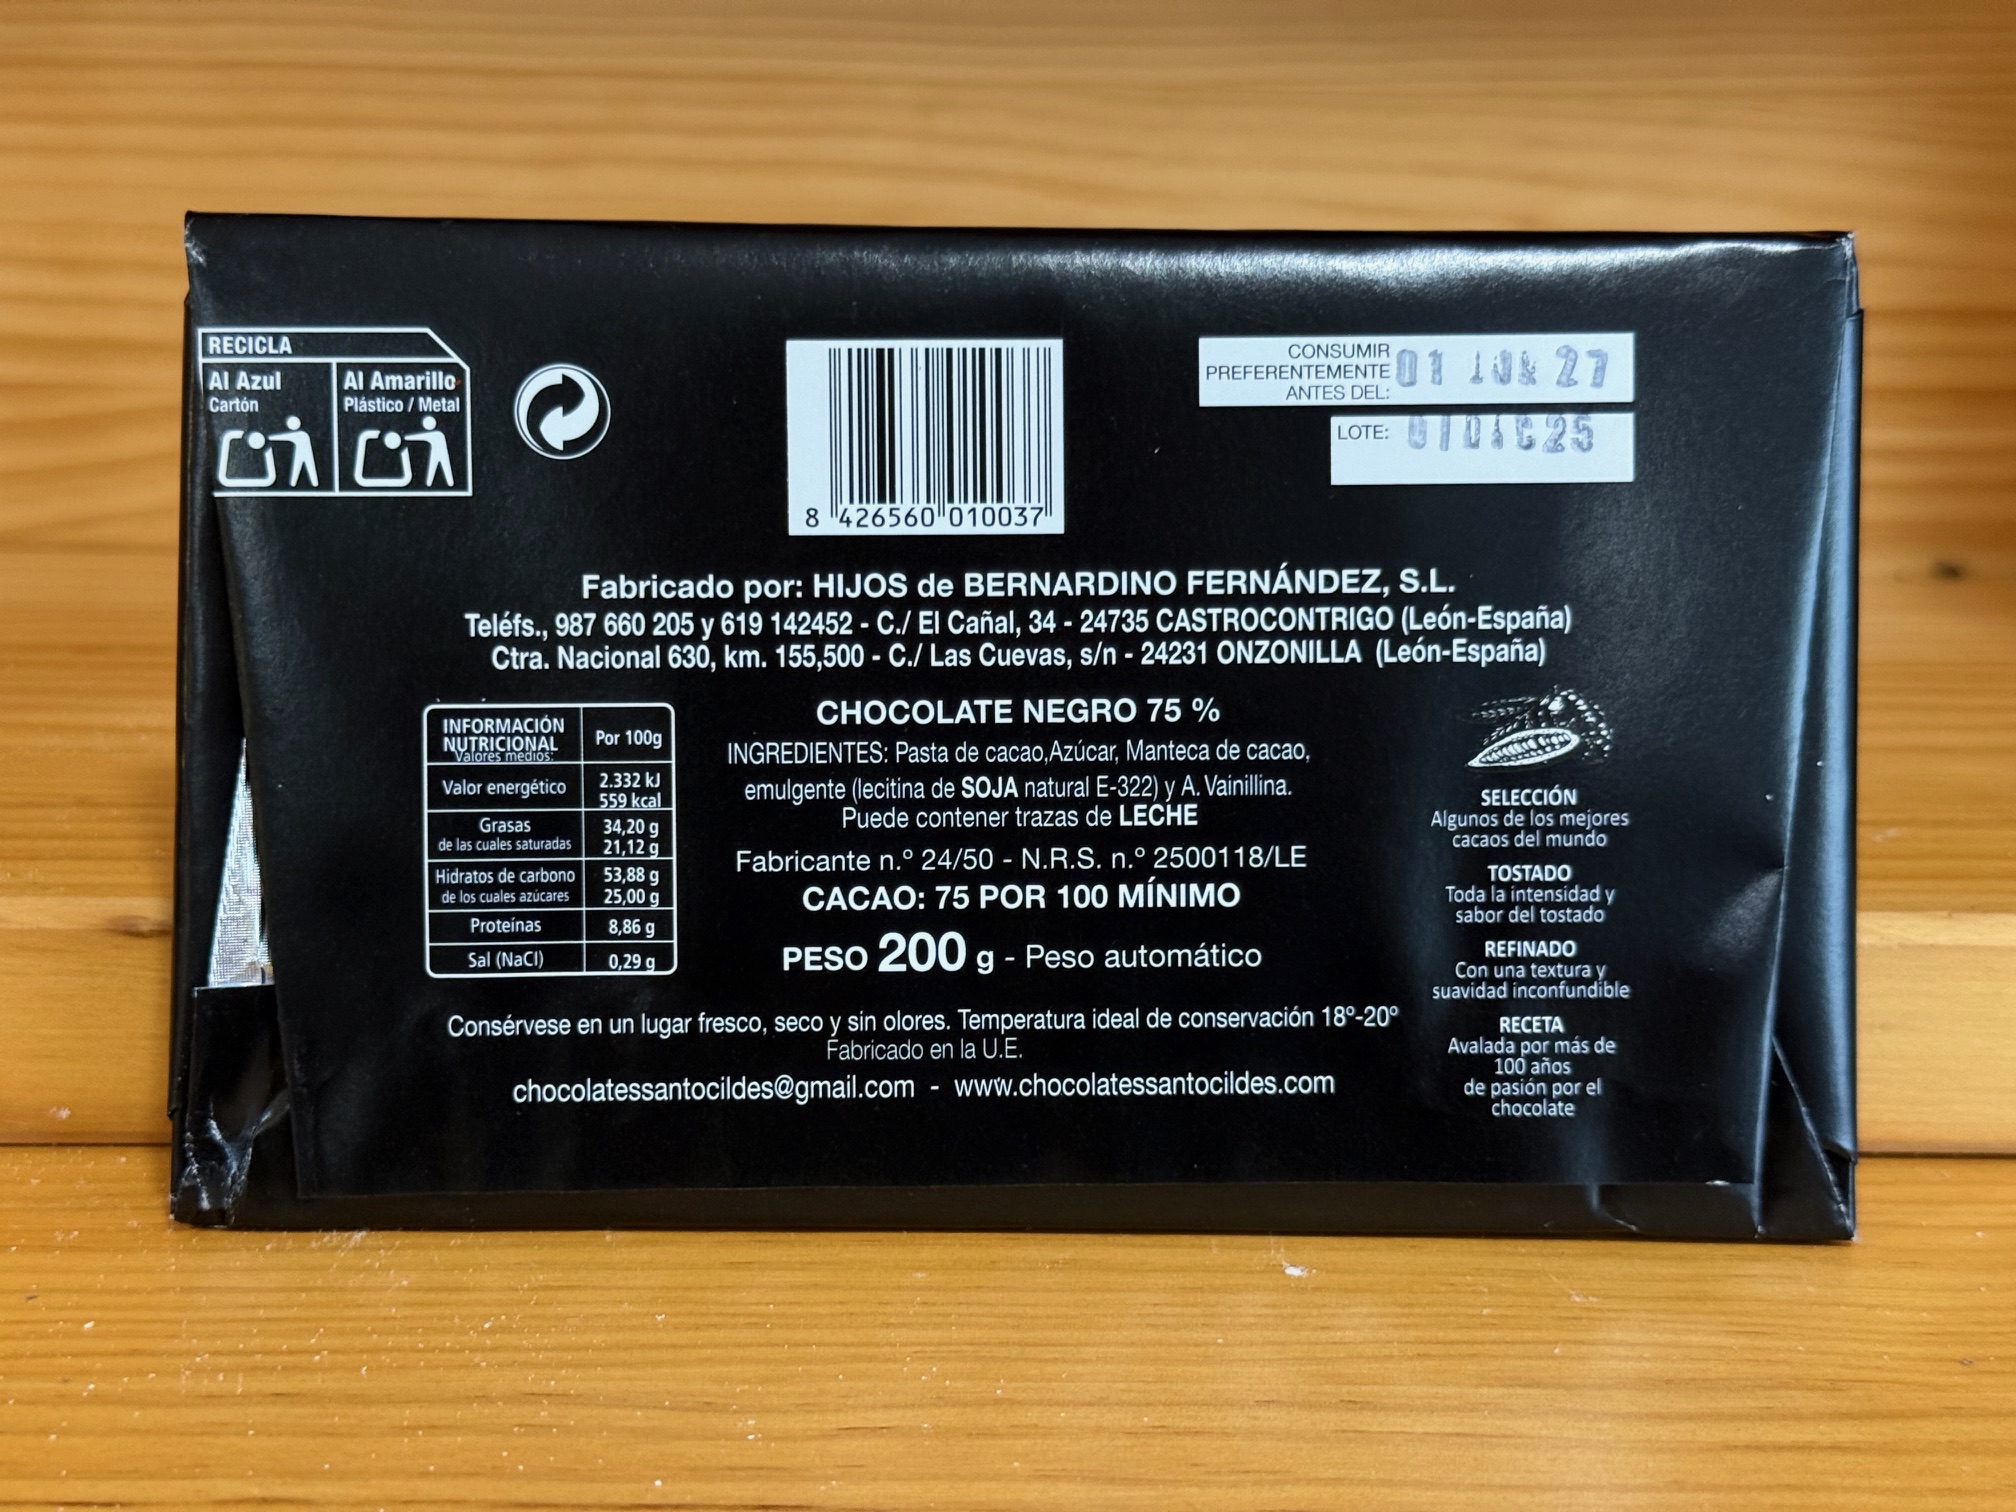 RECICLA
Al Azul
Cartón
Al Amarillo
Plástico / Metal
8 426560 010037
CONSUMIR
PREFERENTEMENTE
ANTES DEL:
01 27
LOTE:
Fabricado por: HIJOS de BERNARDINO FERNÁNDEZ, S.L.
Teléfs., 987 660 205 y 619 142452 - C./ El Cañal, 34 - 24735 CASTROCONTRIGO (León-España)
Ctra. Nacional 630, km. 155,500 - C./ Las Cuevas, s/n - 24231 ONZONILLA (León-España)
INFORMACIÓN
NUTRICIONAL
Valores medios:
Por 100g
Valor energético
2.332 kJ
559 kcal
Grasas
34,20 g
de las cuales saturadas
21,12 g
Hidratos de carbono
53,88 g
de los cuales azúcares
25,00 g
Proteínas
8,86 g
Sal (NaCl)
0,29 g
CHOCOLATE NEGRO 75 %
INGREDIENTES: Pasta de cacao,Azúcar, Manteca de cacao,
emulgente (lecitina de SOJA natural E-322) y A. Vainillina.
Puede contener trazas de LECHE
Fabricante n.º 24/50 - N.R.S. n.º 2500118/LE
CACAO: 75 POR 100 MÍNIMO
PESO 200 g - Peso automático
SELECCIÓN
Algunos de los mejores
cacaos del mundo
TOSTADO
Toda la intensidad y
sabor del tostado
REFINADO
Con una textura y
suavidad inconfundible
RECETA
Avalada por más de
100 años
de pasión por el
chocolate
Consérvese en un lugar fresco, seco y sin olores. Temperatura ideal de conservación 18º-20º
Fabricado en la U.E.
chocolatessantocildes@gmail.com - www.chocolatessantocildes.com